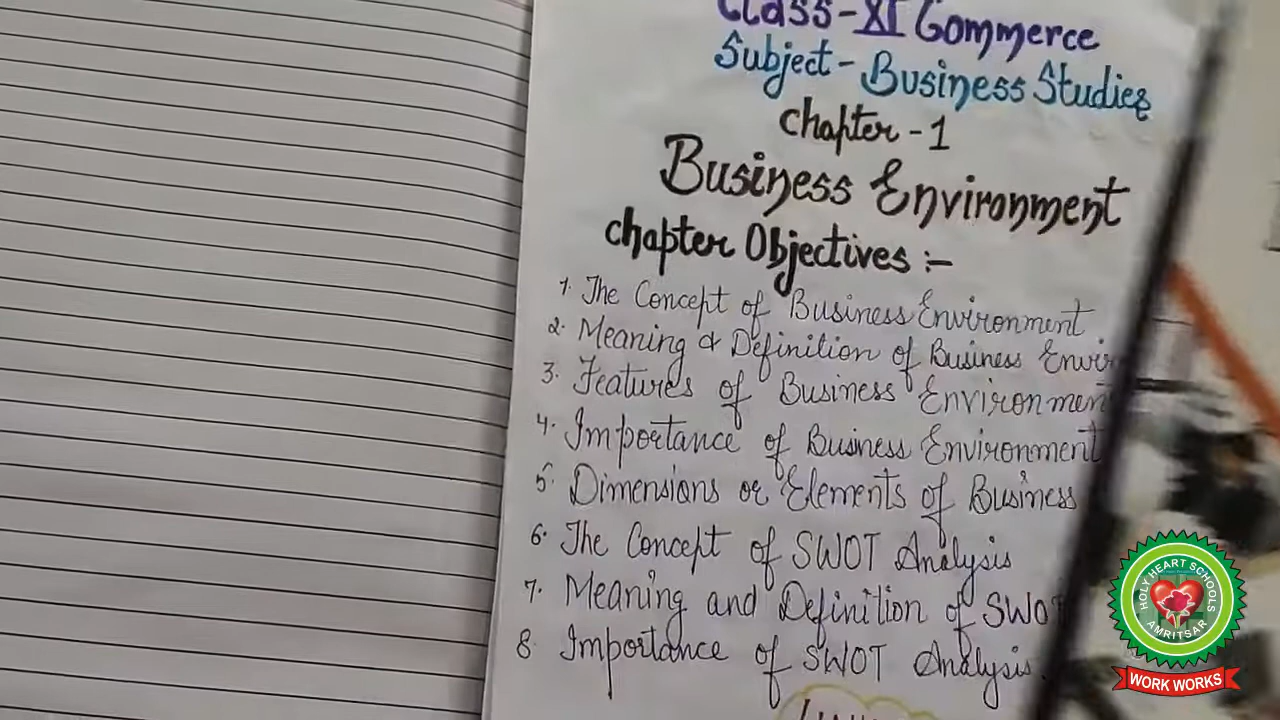 Class-XI Commerce
Subject - Business Studies
Chapter - 1
Business Environment
Chapter Objectives :-
1. The Concept of Business Environment
2. Meaning & Definition of Business Envir
3. Features of Business Environmen
4. Importance of Business Environment
5. Dimensions or Elements of Business
6. The Concept of SWOT Analysis
7. Meaning and Definition of SWOT
8. Importance of SWOT Analysis.
HOLY HEART SCHOOLS
AMRITSAR
WORK WORKS